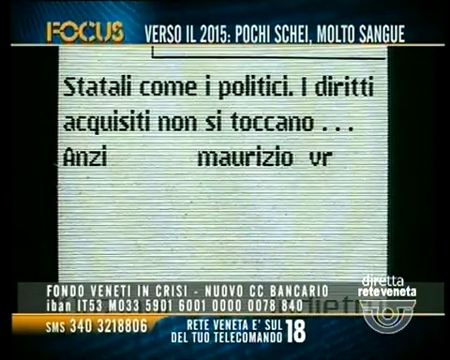 FOCUS
VERSO IL 2015: POCHI SCHEI, MOLTO SANGUE
Statali come i politici. I diritti
acquisiti non si toccano . . .
Anzi maurizio vr
FONDO VENETI IN CRISI - NUOVO CC BANCARIO
iban IT53 M033 5901 6001 0000 0078 840
diretta
reteveneta
SMS 340 3218806
RETE VENETA E' SUL
DEL TUO TELECOMANDO 18